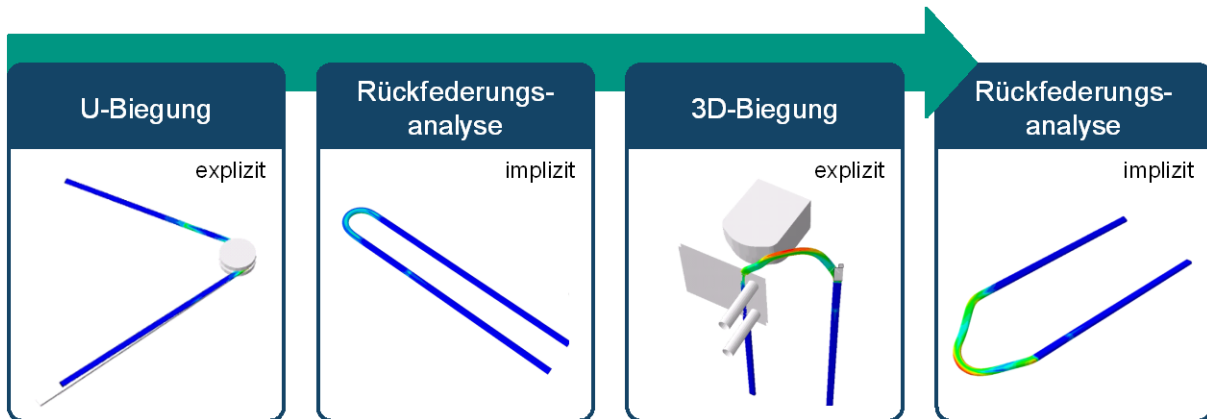 U-Biegung
explizit
Rückfederungs-
analyse
implizit
3D-Biegung
explizit
Rückfederungs-
analyse
implizit